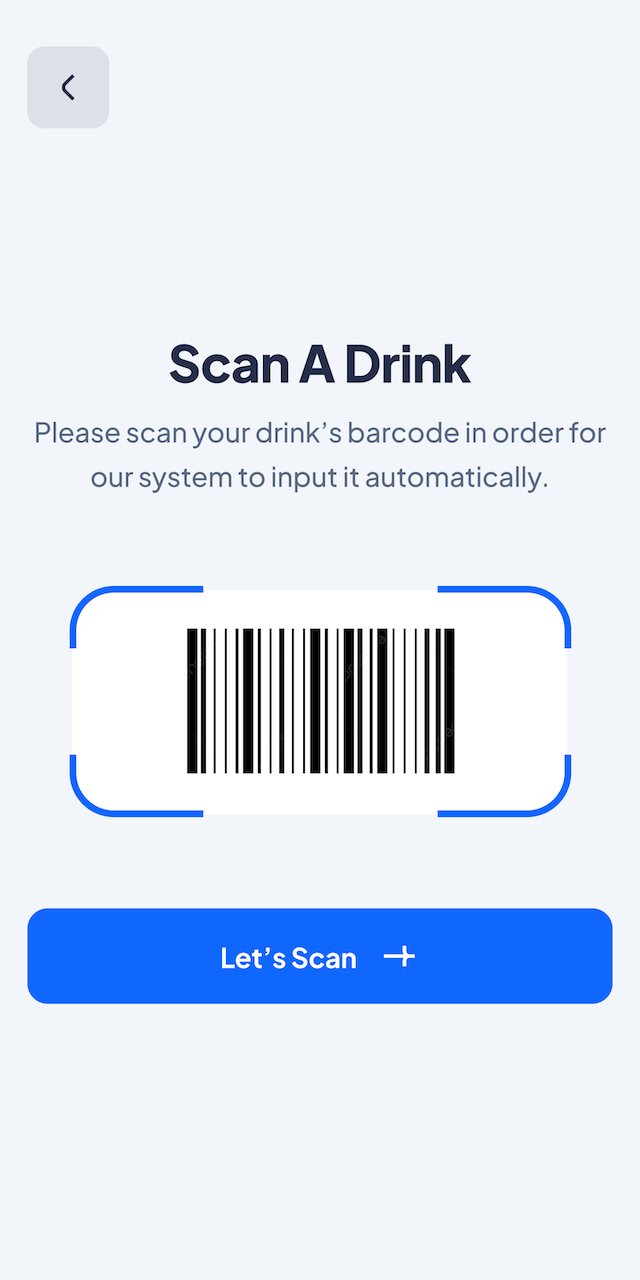 Scan A Drink
Please scan your drink’s barcode in order for
our system to input it automatically.
Let’s Scan